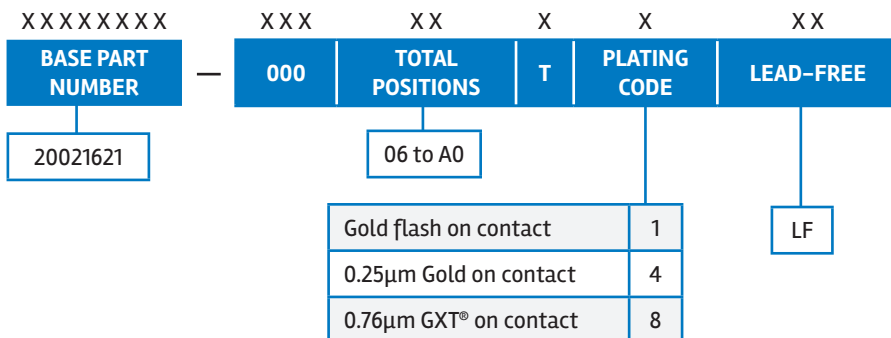 XXXXXXXX XXX XX X X XX
BASE PART NUMBER — 000 TOTAL POSITIONS T PLATING CODE LEAD-FREE
20021621 06 to A0
Gold flash on contact 1 LF
0.25µm Gold on contact 4
0.76µm GXT® on contact 8